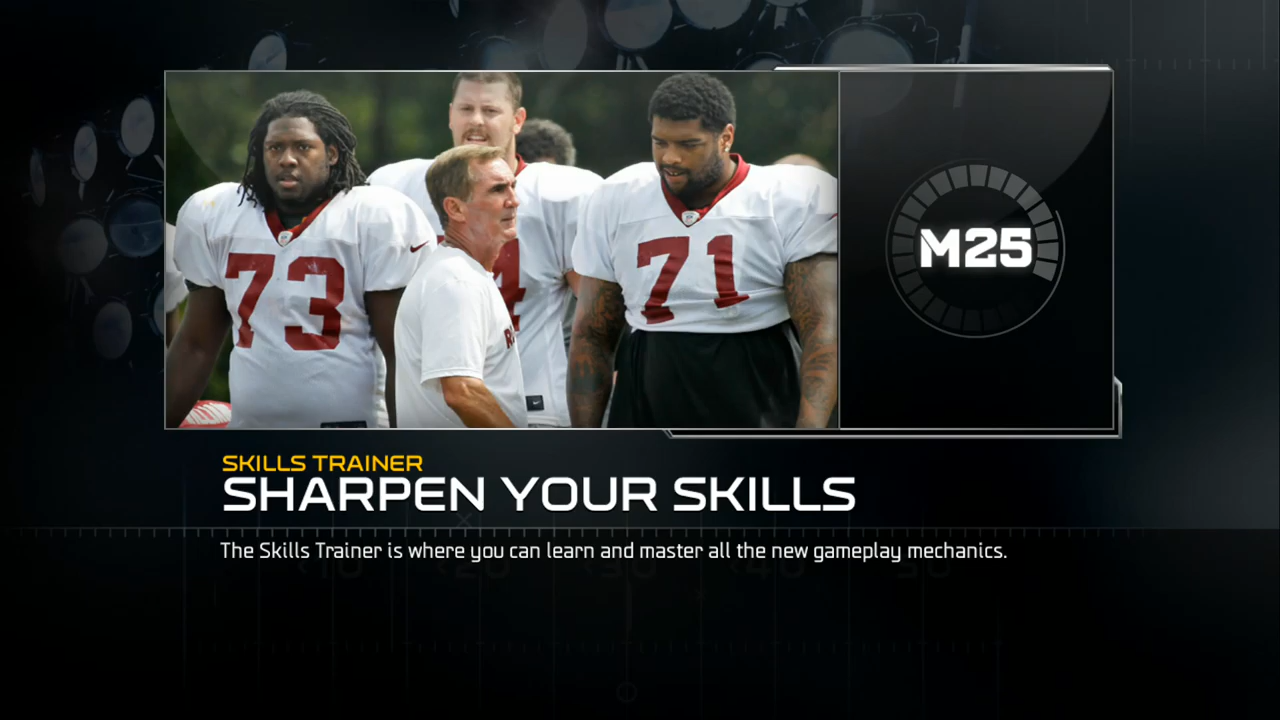 73
4
71
M25
SKILLS TRAINER
SHARPEN YOUR SKILLS
The Skills Trainer is where you can learn and master all the new gameplay mechanics.